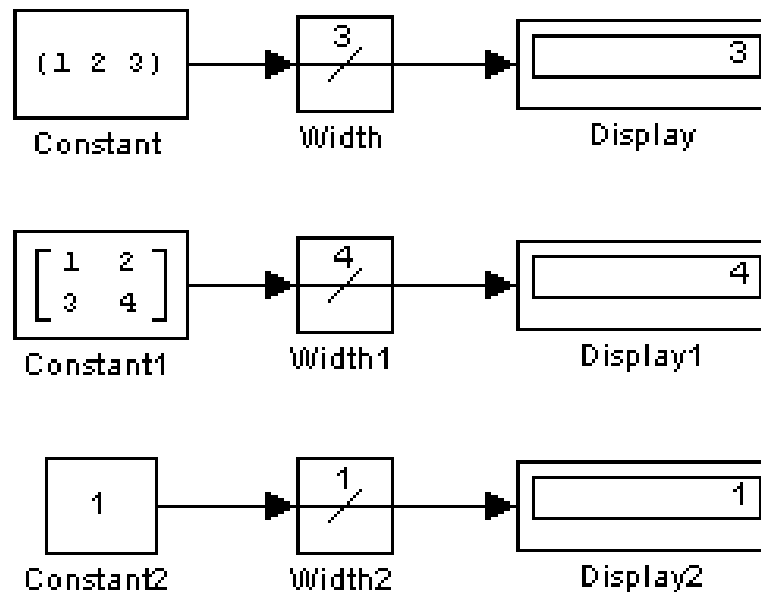 (1 2 3)
3
3
Constant
Width
Display
1 2
3 4
4
4
Constant1
Width1
Display1
1
1
1
Constant2
Width2
Display2